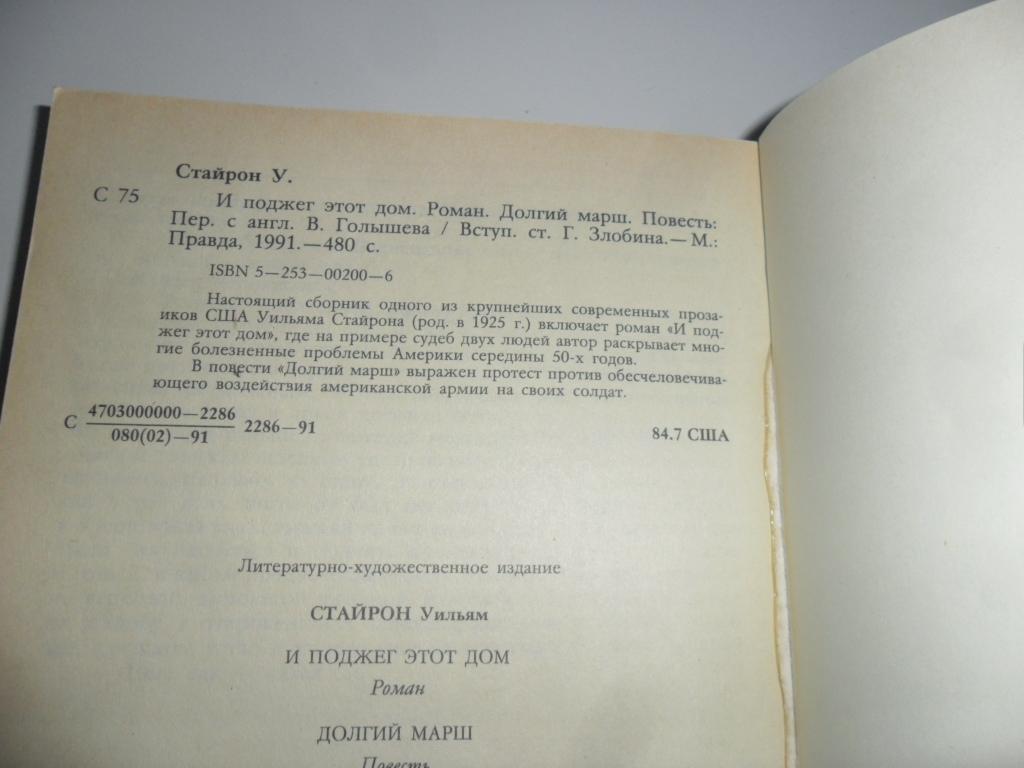 Стайрон У.
С 75
И поджег этот дом. Роман. Долгий марш. Повесть:
Пер. с англ. В. Голышева / Вступ. ст. Г. Злобина.— М.:
Правда, 1991.—480 с.
ISBN 5—253—00200—6
Настоящий сборник одного из крупнейших современных проза-
иков США Уильяма Стайрона (род. в 1925 г.) включает роман «И под-
жег этот дом», где на примере судеб двух людей автор раскрывает мно-
гие болезненные проблемы Америки середины 50-х годов.
В повести «Долгий марш» выражен протест против обесчеловечива-
ющего воздействия американской армии на своих солдат.
С 4703000000—2286
080(02)—91
2286—91
84.7 США
Литературно-художественное издание
СТАЙРОН Уильям
И ПОДЖЕГ ЭТОТ ДОМ
Роман
ДОЛГИЙ МАРШ
Повесть